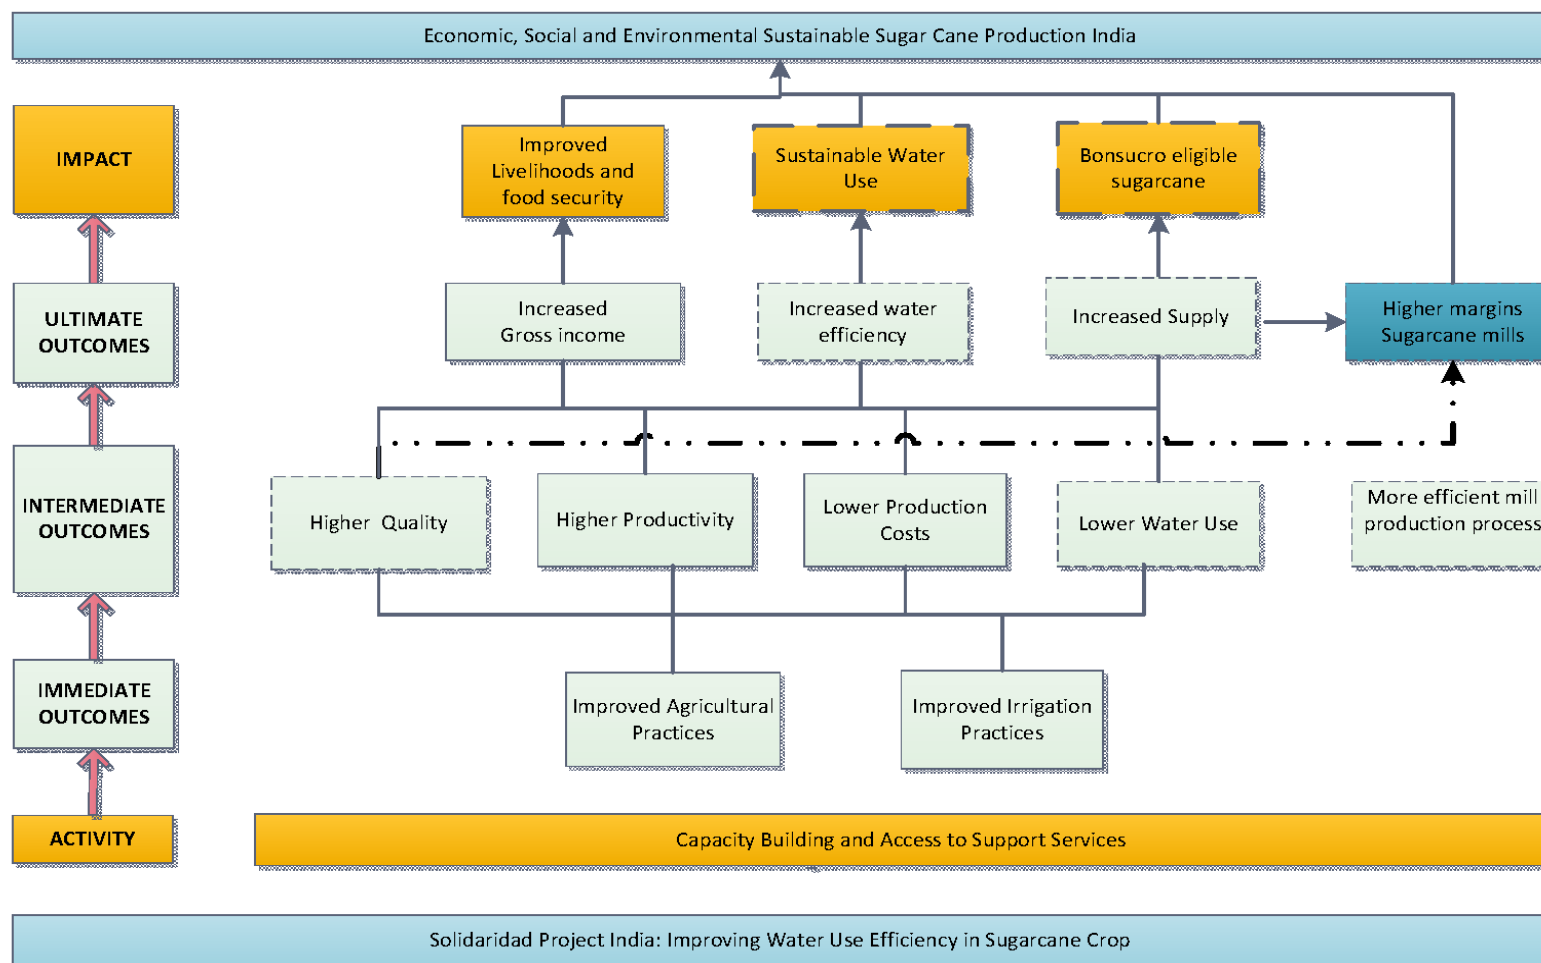 Economic, Social and Environmental Sustainable Sugar Cane Production India
IMPACT
Improved
Livelihoods and
food security
Sustainable Water
Use
Bonsucro eligible
sugarcane
ULTIMATE
OUTCOMES
Increased
Gross income
Increased water
efficiency
Increased Supply
Higher margins
Sugarcane mills
INTERMEDIATE
OUTCOMES
Higher Quality
Higher Productivity
Lower Production
Costs
Lower Water Use
More efficient mill
production process
IMMEDIATE
OUTCOMES
Improved Agricultural
Practices
Improved Irrigation
Practices
ACTIVITY
Capacity Building and Access to Support Services
Solidaridad Project India: Improving Water Use Efficiency in Sugarcane Crop